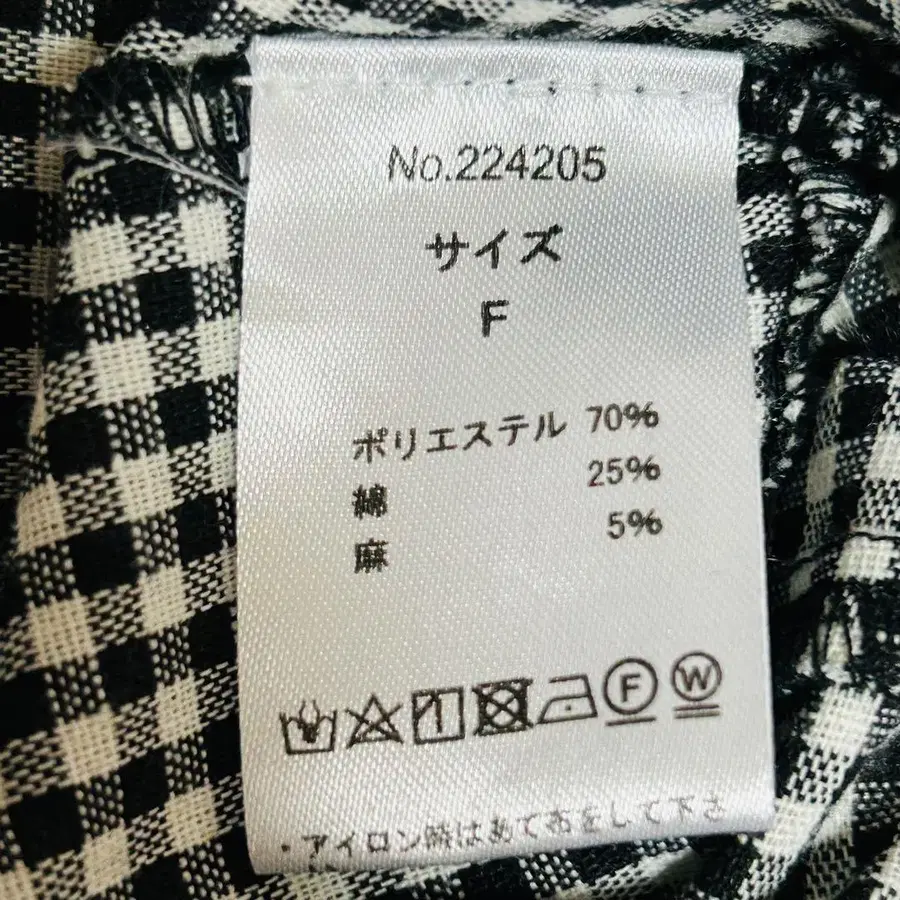 No.224205
サイズ
F
ポリエステル 70%
綿 25%
麻 5%
F W
・アイロン時はあて布をして下さ